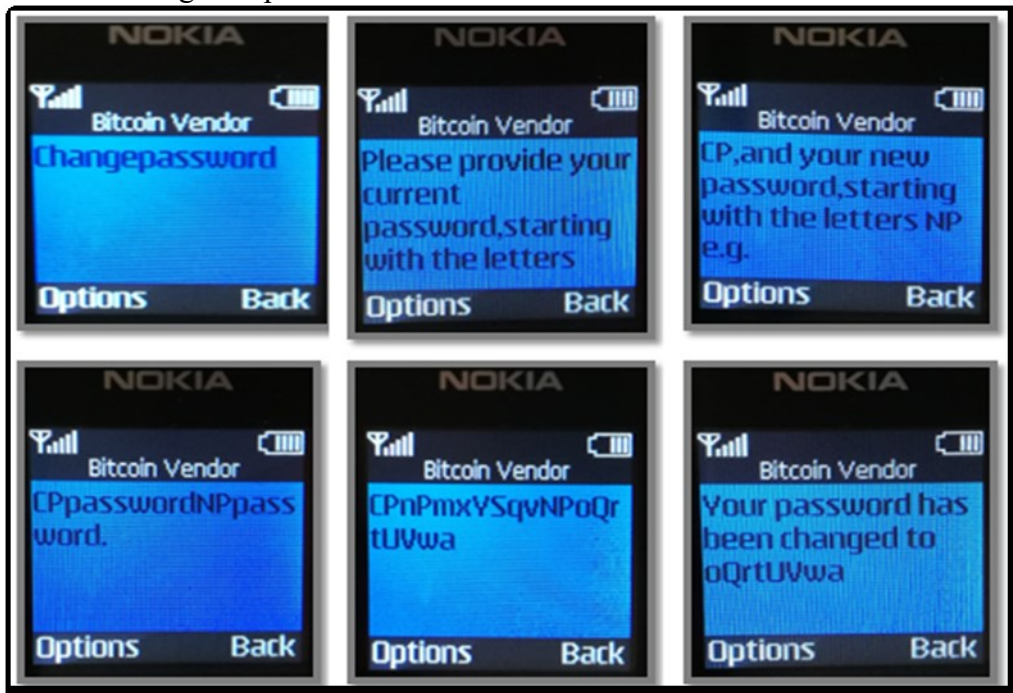 NOKIA
Bitcoin Vendor
Changepassword
Options Back
NOKIA
Bitcoin Vendor
Please provide your
current
password,starting
with the letters
Options Back
NOKIA
Bitcoin Vendor
CP,and your new
password,starting
with the letters NP
e.g.
Options Back
NOKIA
Bitcoin Vendor
CPpasswordNPpass
word.
Options Back
NOKIA
Bitcoin Vendor
CPnPmxYSqvNPoQr
tUVwa
Options Back
NOKIA
Bitcoin Vendor
Your password has
been changed to
oQrtUVwa
Options Back